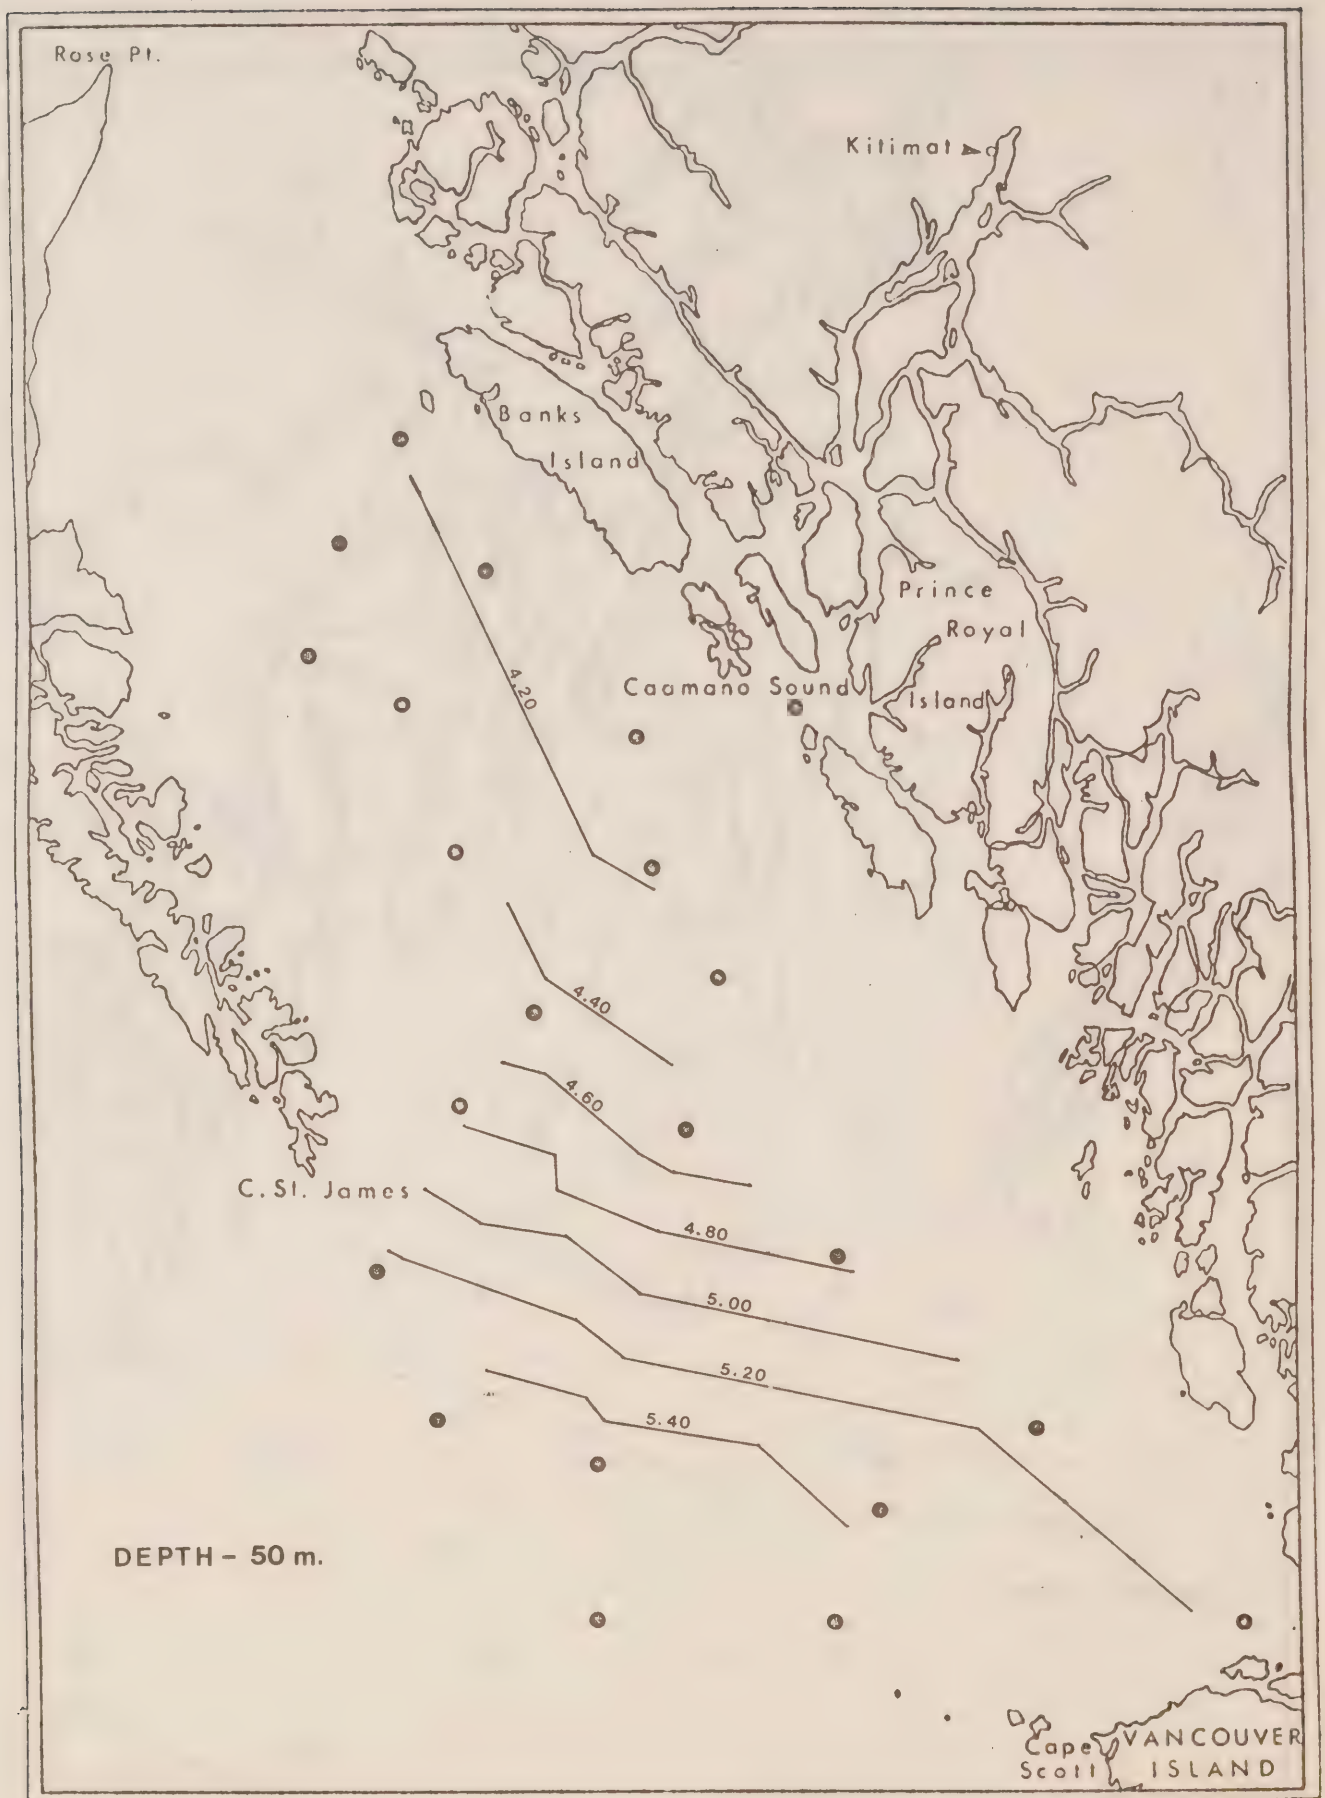 Rose Pt.
Kitimat
Banks
Island
Prince
Royal
Island
Caamano Sound
4.20
4.40
4.60
C. St. James
4.80
5.00
5.20
5.40
DEPTH – 50 m.
Cape
Scott
VANCOUVER
ISLAND